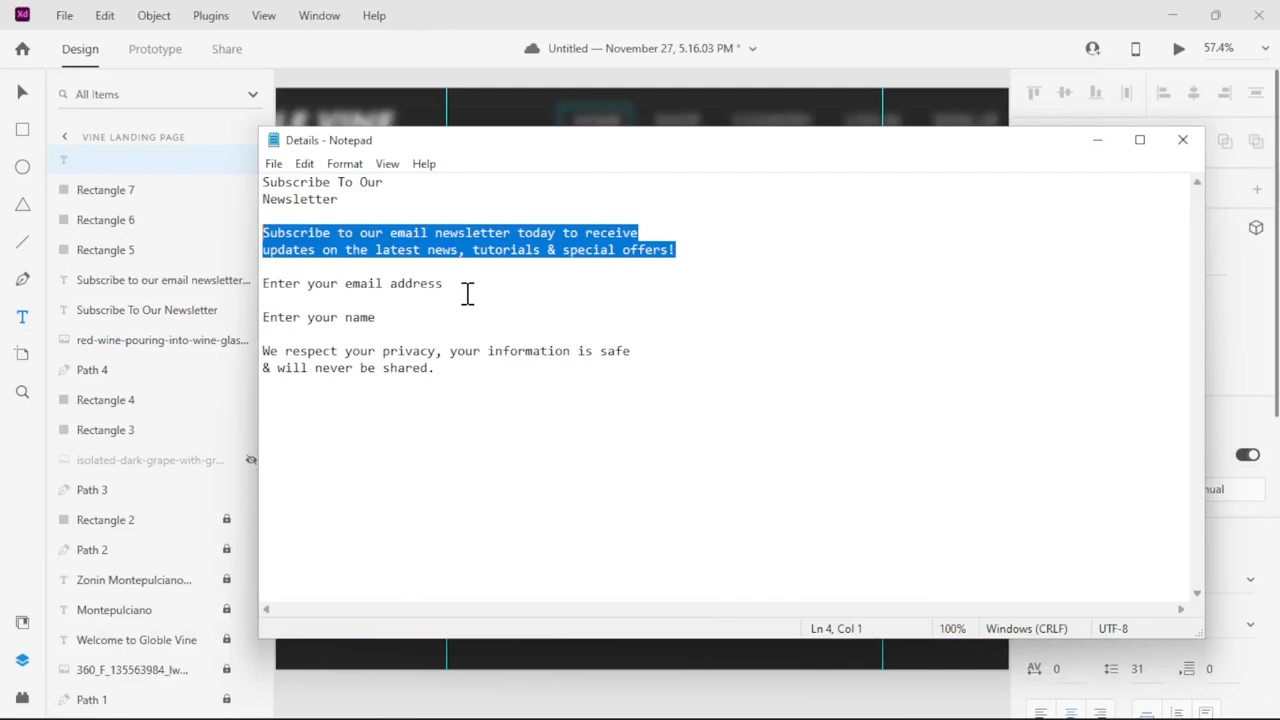 Xd File Edit Object Plugins View Window Help
Design Prototype Share Untitled — November 27, 5.16.03 PM * 57.4%
All Items
VINE LANDING PAGE
T
Rectangle 7
Rectangle 6
Rectangle 5
T Subscribe to our email newsletter...
T Subscribe To Our Newsletter
red-wine-pouring-into-wine-glas...
Path 4
Rectangle 4
Rectangle 3
isolated-dark-grape-with-gr...
Path 3
Rectangle 2
Path 2
T Zonin Montepulciano...
T Montepulciano
T Welcome to Globle Vine
360_F_135563984_Iw...
Path 1
LE VINE
Details - Notepad
File Edit Format View Help
Subscribe To Our
Newsletter
Subscribe to our email newsletter today to receive
updates on the latest news, tutorials & special offers!
Enter your email address
Enter your name
We respect your privacy, your information is safe
& will never be shared.
Ln 4, Col 1 100% Windows (CRLF) UTF-8
nual
AV 0 31 0